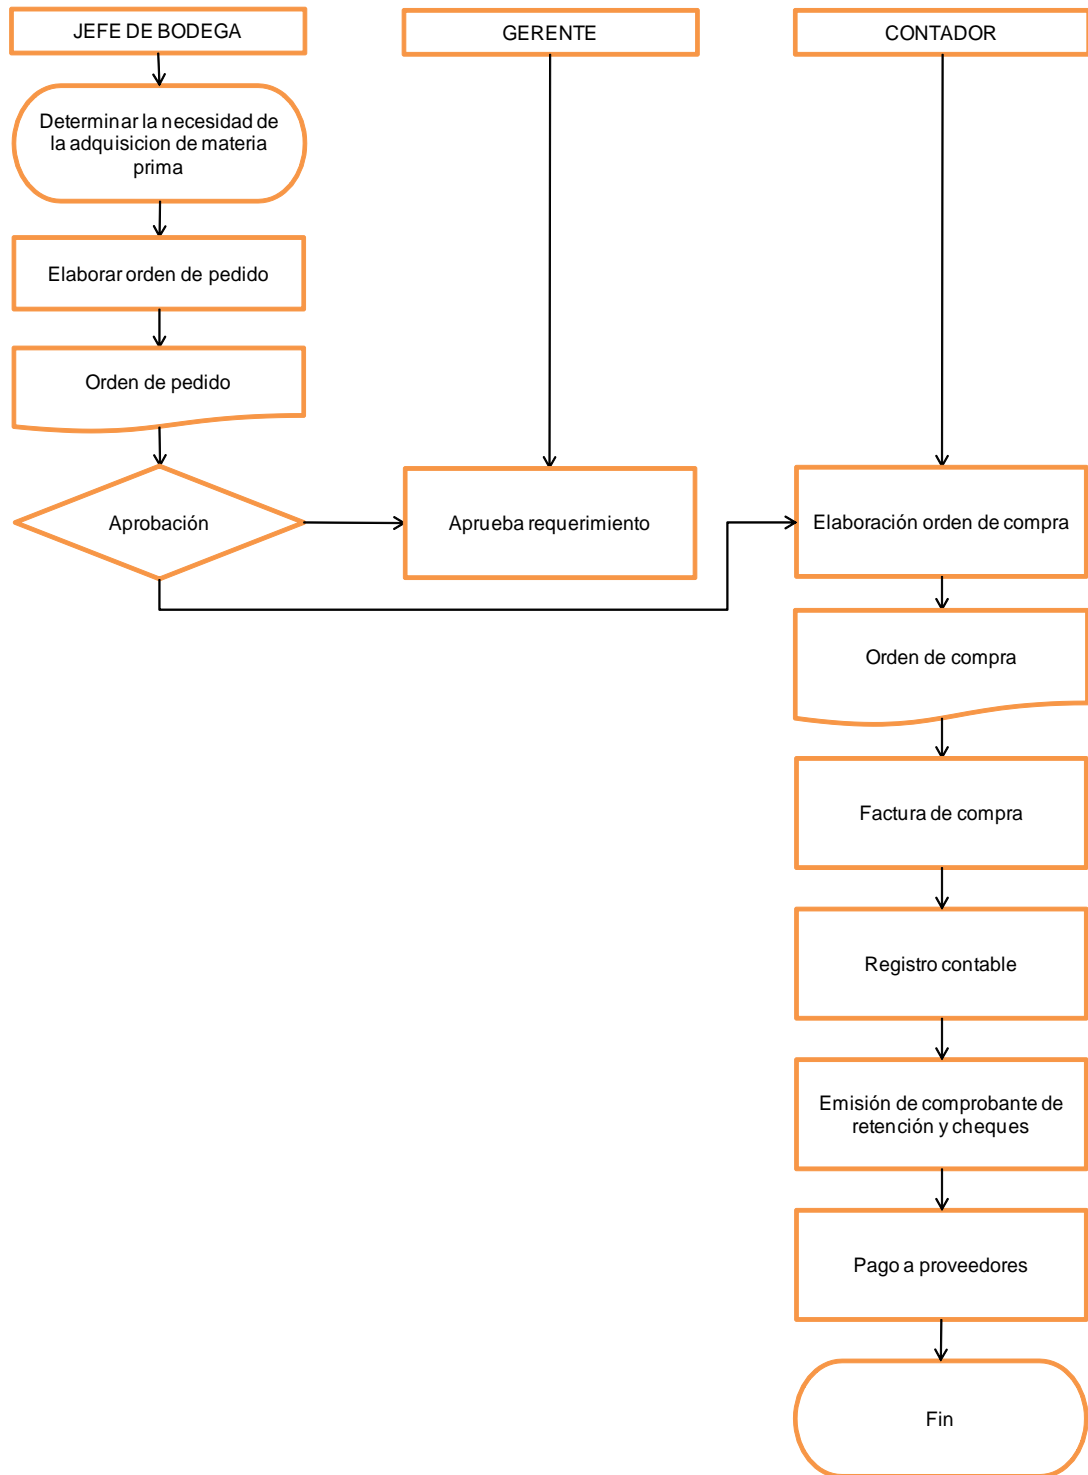 JEFE DE BODEGA
GERENTE
CONTADOR
Determinar la necesidad de
la adquisicion de materia
prima
Elaborar orden de pedido
Orden de pedido
Aprobación
Aprueba requerimiento
Elaboración orden de compra
Orden de compra
Factura de compra
Registro contable
Emisión de comprobante de
retención y cheques
Pago a proveedores
Fin